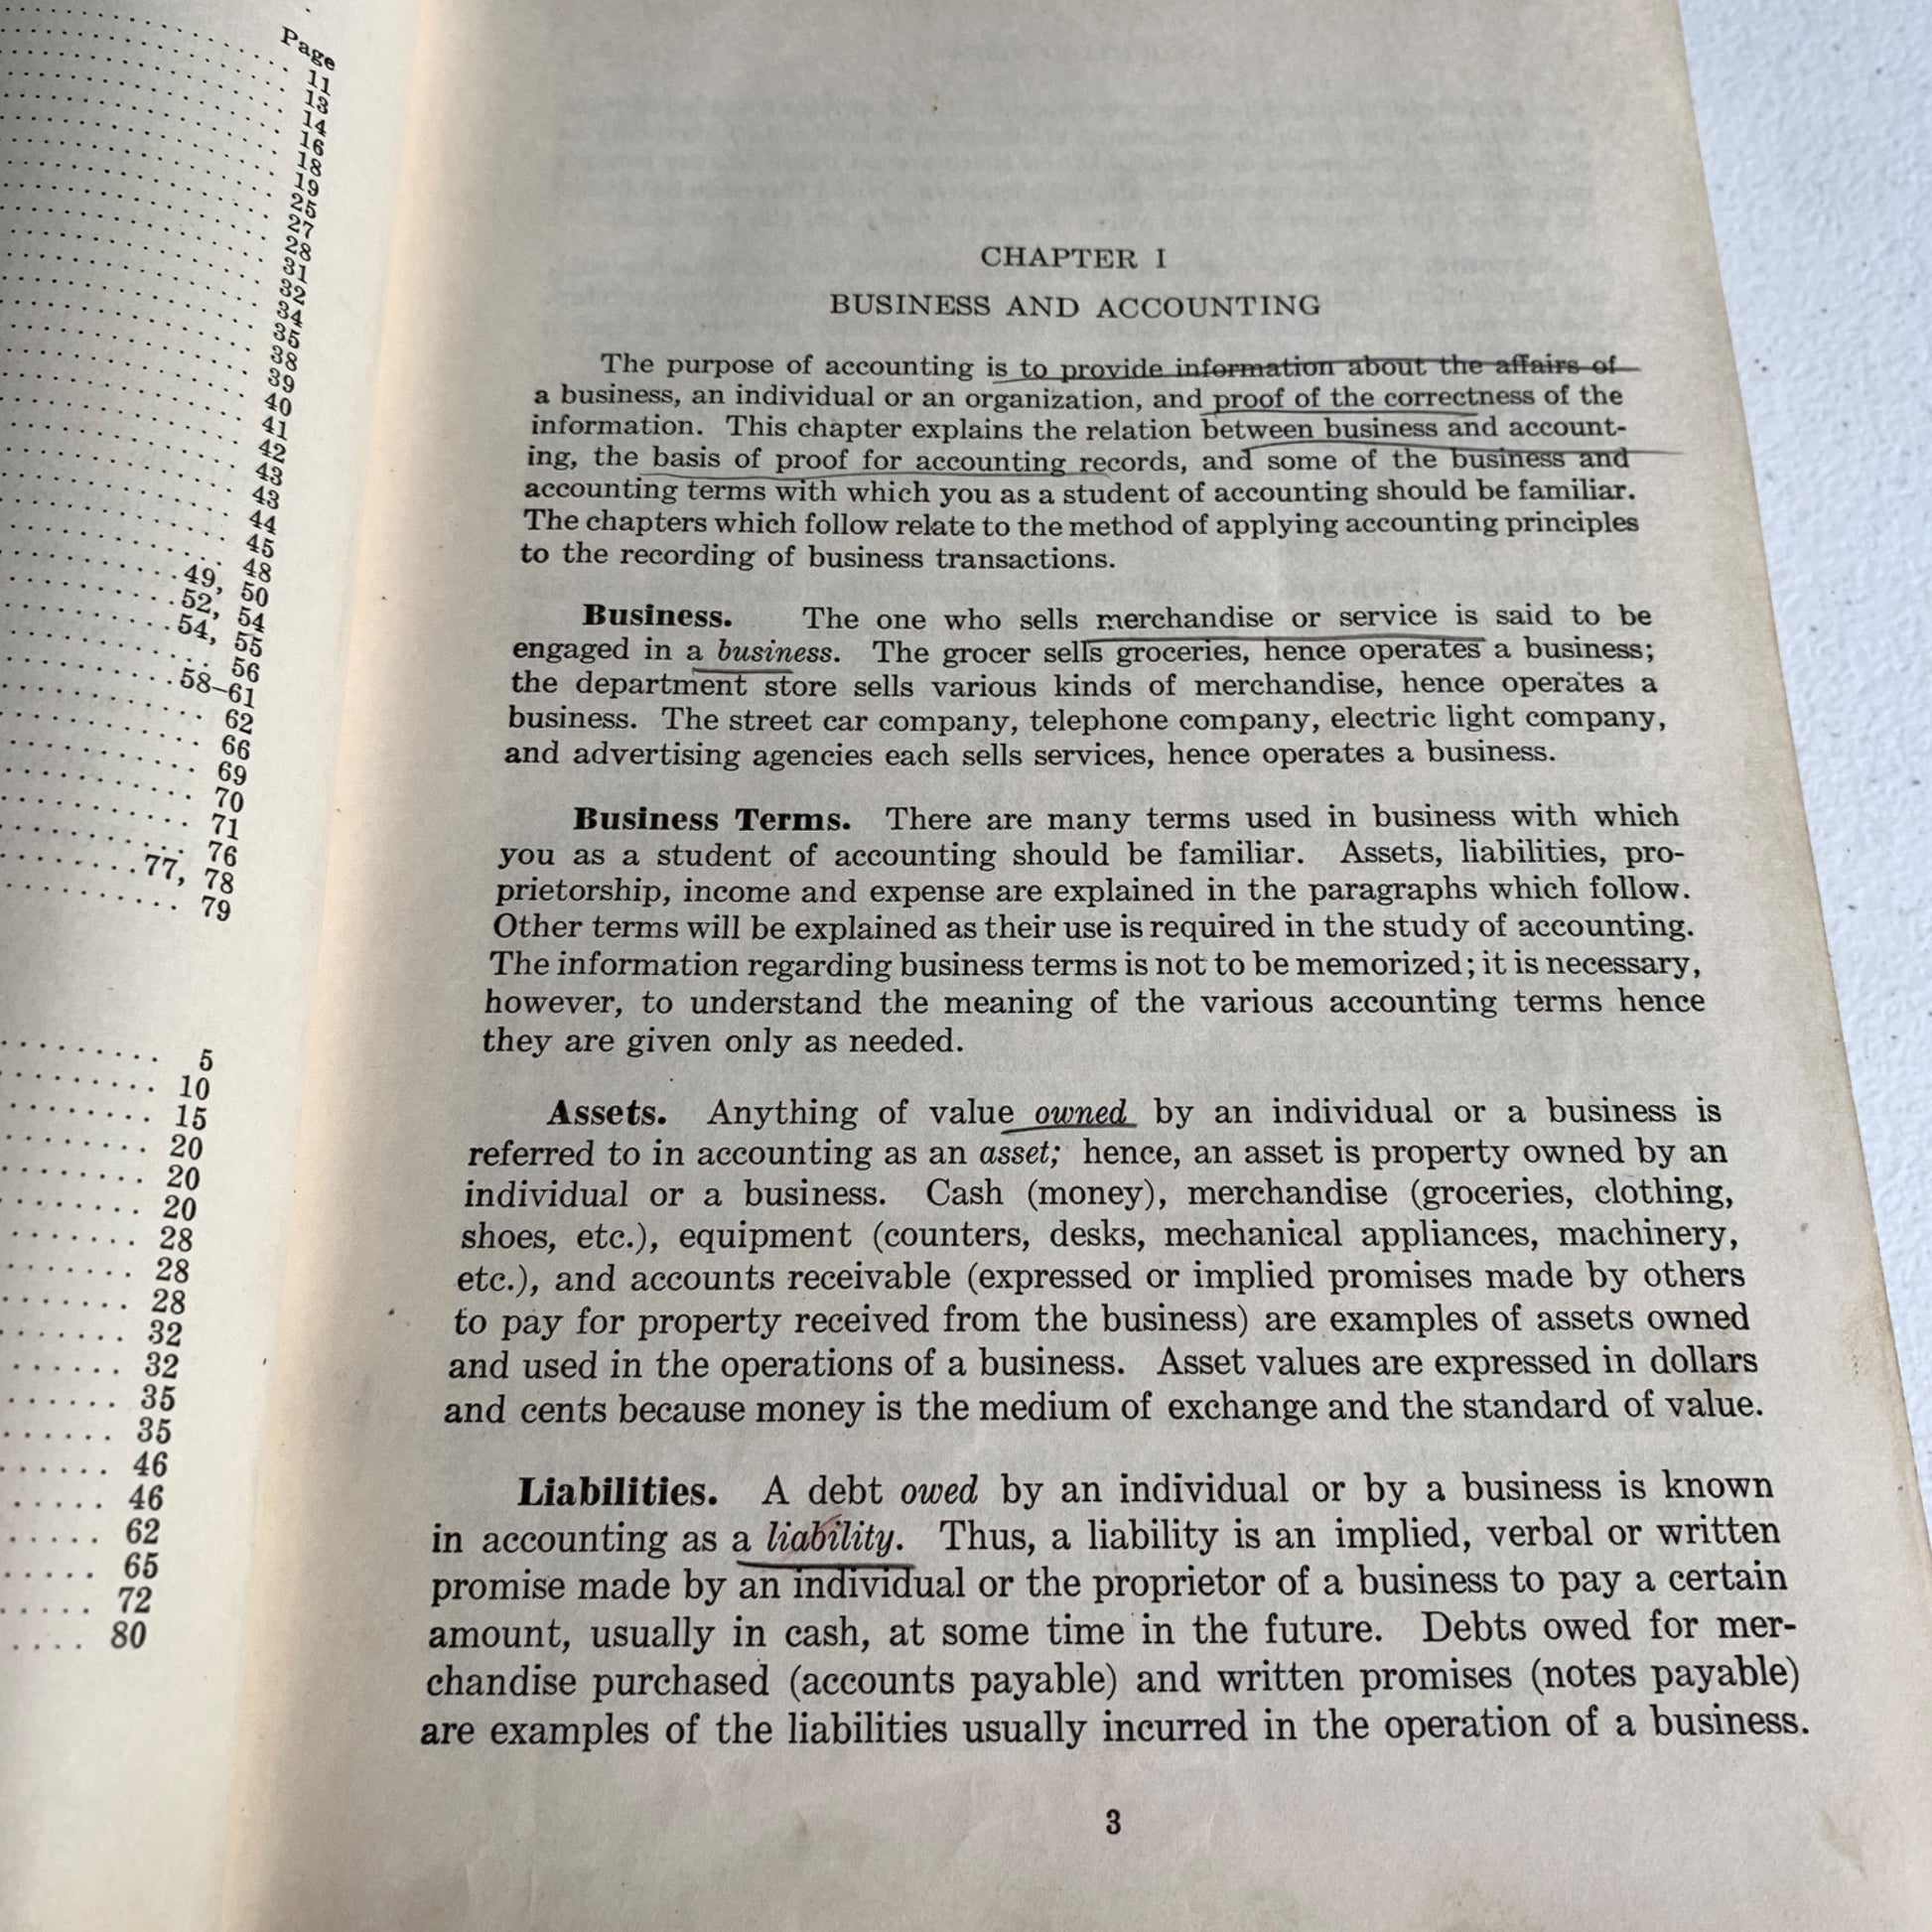 Page
11
13
14
16
18
19
25
27
28
31
32
34
35
38
39
40
41
42
43
43
44
45
48
49, 50
52, 54
54, 55
56
58–61
62
66
69
70
71
76
77, 78
79
5
10
15
20
20
20
28
28
28
32
32
35
35
46
46
62
65
72
80
CHAPTER I
BUSINESS AND ACCOUNTING
The purpose of accounting is to provide information about the affairs of
a business, an individual or an organization, and proof of the correctness of the
information. This chapter explains the relation between business and account-
ing, the basis of proof for accounting records, and some of the business and
accounting terms with which you as a student of accounting should be familiar.
The chapters which follow relate to the method of applying accounting principles
to the recording of business transactions.
Business. The one who sells merchandise or service is said to be
engaged in a business. The grocer sells groceries, hence operates a business;
the department store sells various kinds of merchandise, hence operates a
business. The street car company, telephone company, electric light company,
and advertising agencies each sells services, hence operates a business.
Business Terms. There are many terms used in business with which
you as a student of accounting should be familiar. Assets, liabilities, pro-
prietorship, income and expense are explained in the paragraphs which follow.
Other terms will be explained as their use is required in the study of accounting.
The information regarding business terms is not to be memorized; it is necessary,
however, to understand the meaning of the various accounting terms hence
they are given only as needed.
Assets. Anything of value owned by an individual or a business is
referred to in accounting as an asset; hence, an asset is property owned by an
individual or a business. Cash (money), merchandise (groceries, clothing,
shoes, etc.), equipment (counters, desks, mechanical appliances, machinery,
etc.), and accounts receivable (expressed or implied promises made by others
to pay for property received from the business) are examples of assets owned
and used in the operations of a business. Asset values are expressed in dollars
and cents because money is the medium of exchange and the standard of value.
Liabilities. A debt owed by an individual or by a business is known
in accounting as a liability. Thus, a liability is an implied, verbal or written
promise made by an individual or the proprietor of a business to pay a certain
amount, usually in cash, at some time in the future. Debts owed for mer-
chandise purchased (accounts payable) and written promises (notes payable)
are examples of the liabilities usually incurred in the operation of a business.
3